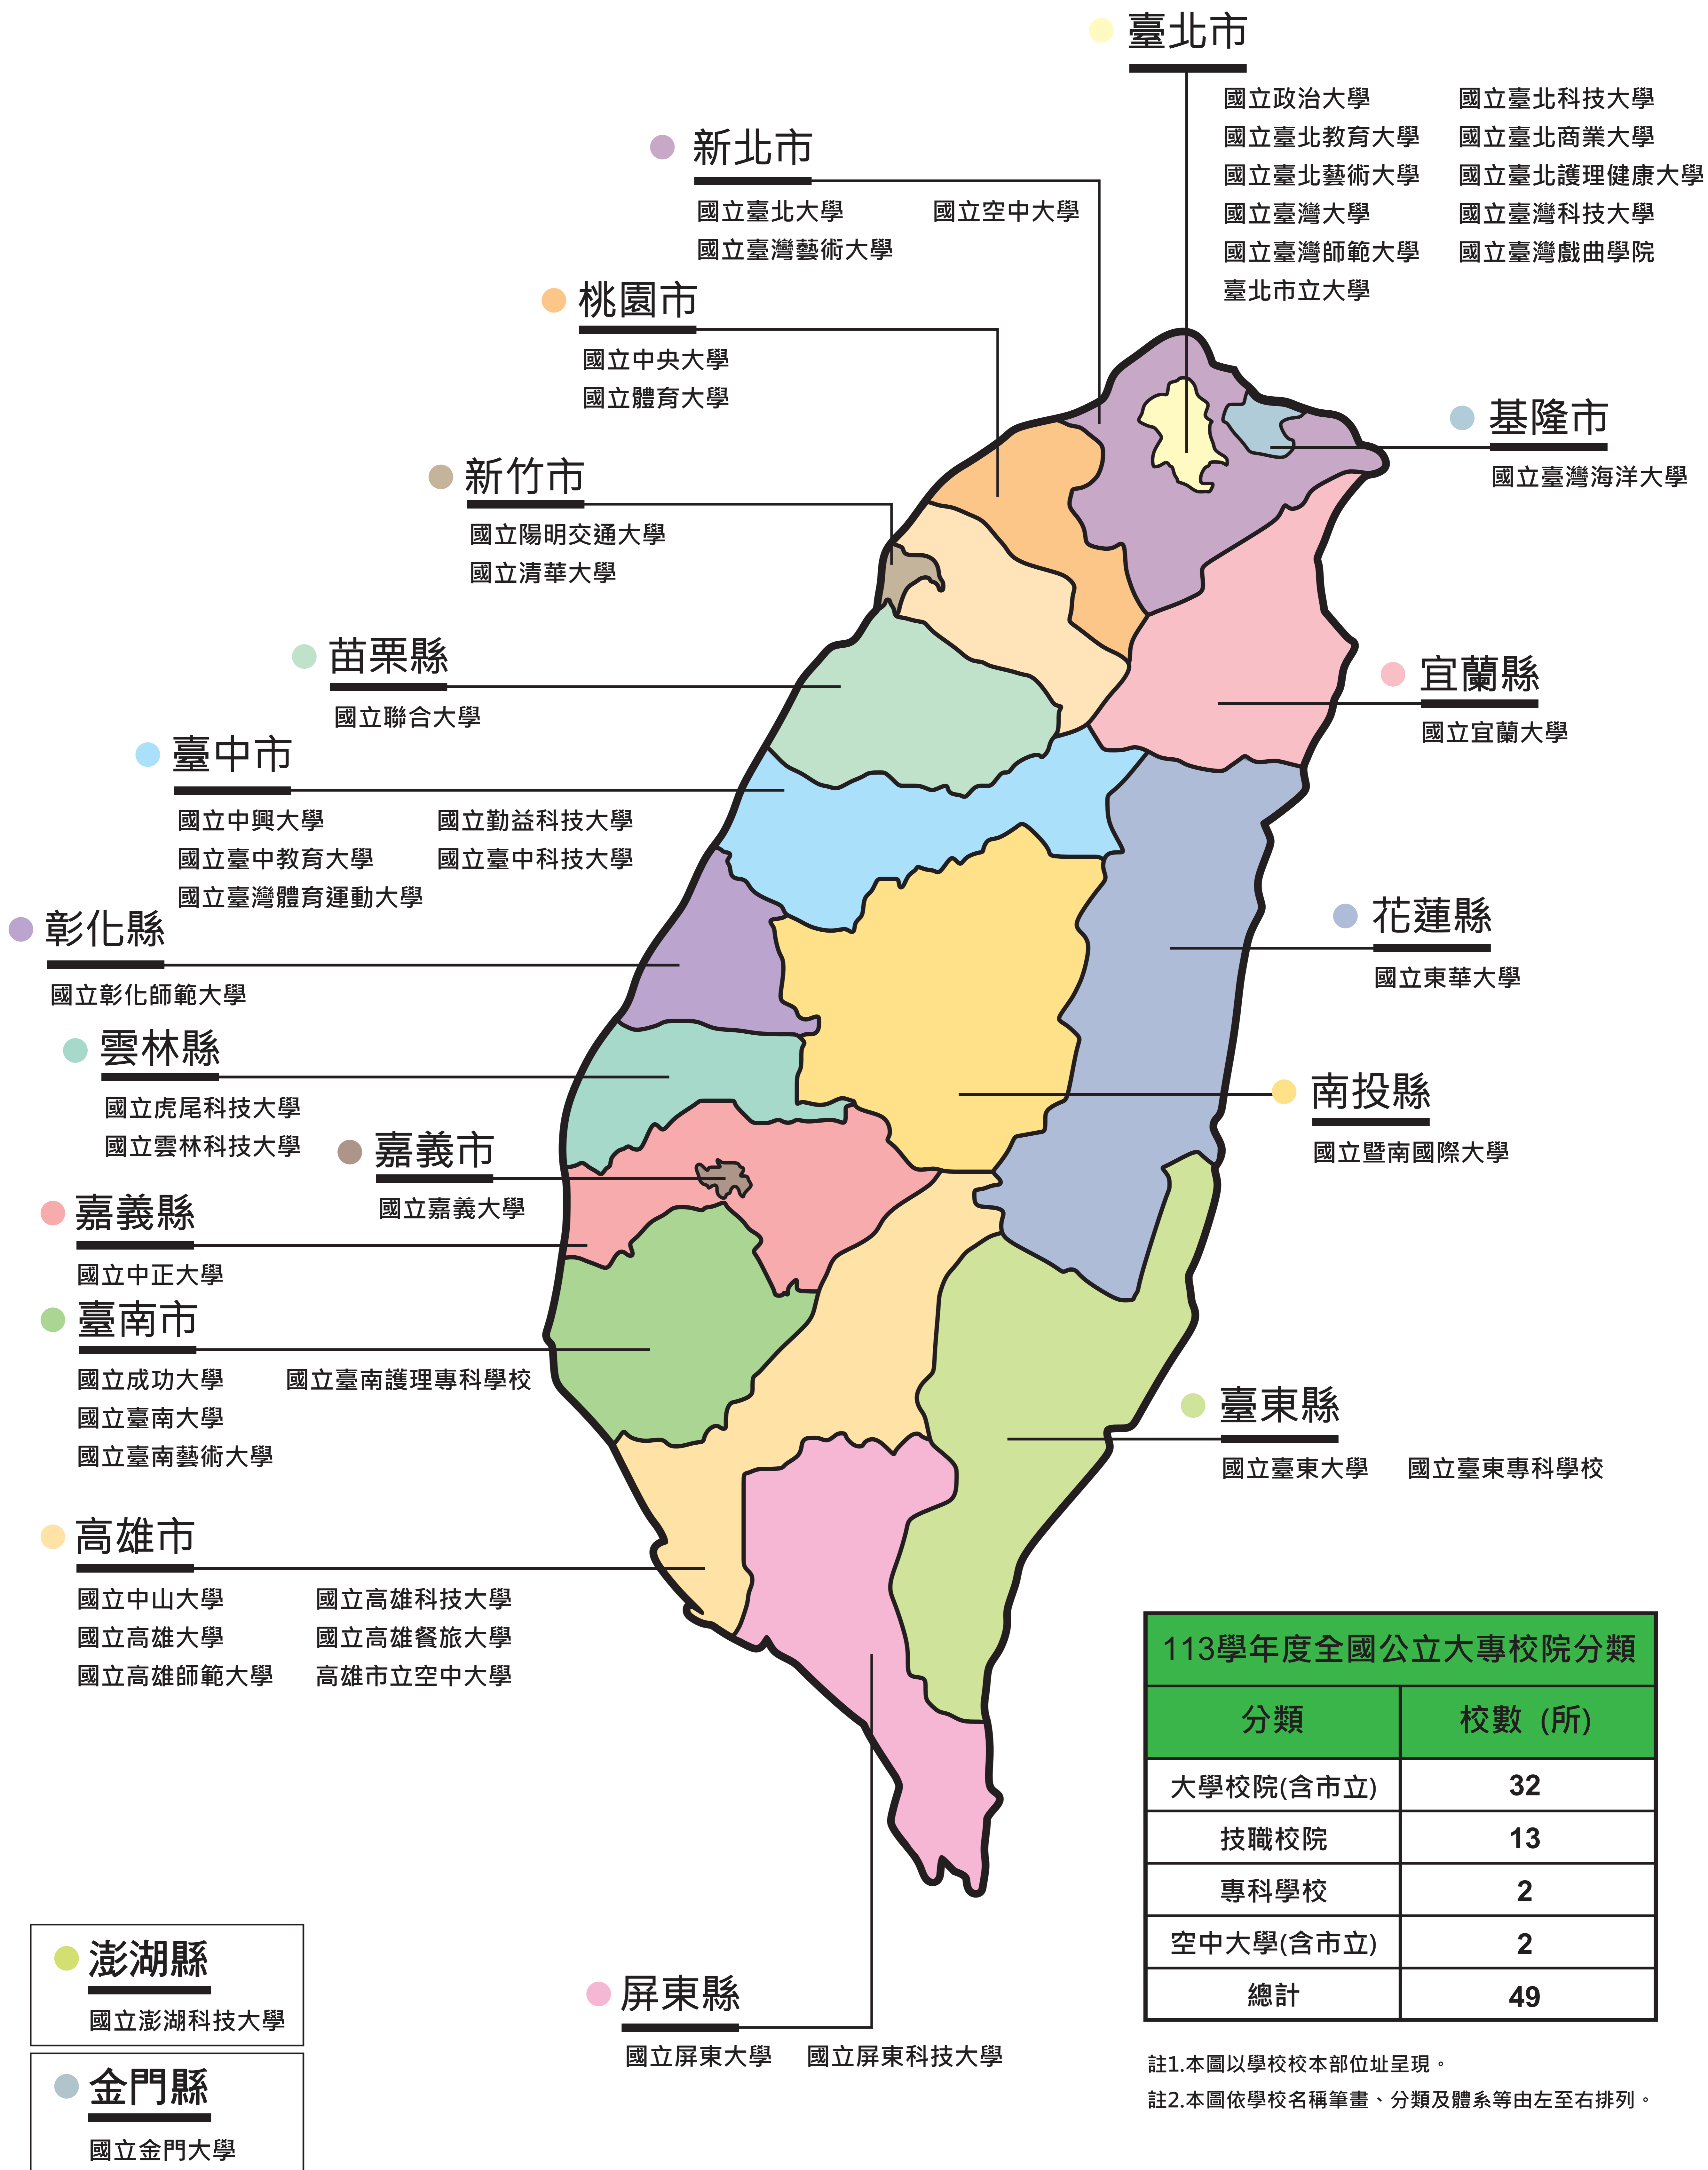 臺北市
國立政治大學 國立臺北科技大學
國立臺北教育大學 國立臺北商業大學
國立臺北藝術大學 國立臺北護理健康大學
國立臺灣大學 國立臺灣科技大學
國立臺灣師範大學 國立臺灣戲曲學院
臺北市立大學
新北市
國立臺北大學 國立空中大學
國立臺灣藝術大學
桃園市
國立中央大學
國立體育大學
基隆市
國立臺灣海洋大學
新竹市
國立陽明交通大學
國立清華大學
苗栗縣
國立聯合大學
宜蘭縣
國立宜蘭大學
臺中市
國立中興大學 國立勤益科技大學
國立臺中教育大學 國立臺中科技大學
國立臺灣體育運動大學
彰化縣
國立彰化師範大學
花蓮縣
國立東華大學
雲林縣
國立虎尾科技大學
國立雲林科技大學
南投縣
國立暨南國際大學
嘉義市
國立嘉義大學
嘉義縣
國立中正大學
臺南市
國立成功大學 國立臺南護理專科學校
國立臺南大學
國立臺南藝術大學
臺東縣
國立臺東大學 國立臺東專科學校
高雄市
國立中山大學 國立高雄科技大學
國立高雄大學 國立高雄餐旅大學
國立高雄師範大學 高雄市立空中大學
113學年度全國公立大專校院分類
分類 校數 (所)
大學校院(含市立) 32
技職校院 13
專科學校 2
空中大學(含市立) 2
總計 49
澎湖縣
國立澎湖科技大學
金門縣
國立金門大學
屏東縣
國立屏東大學 國立屏東科技大學
註1.本圖以學校校本部位址呈現。
註2.本圖依學校名稱筆畫、分類及體系等由左至右排列。